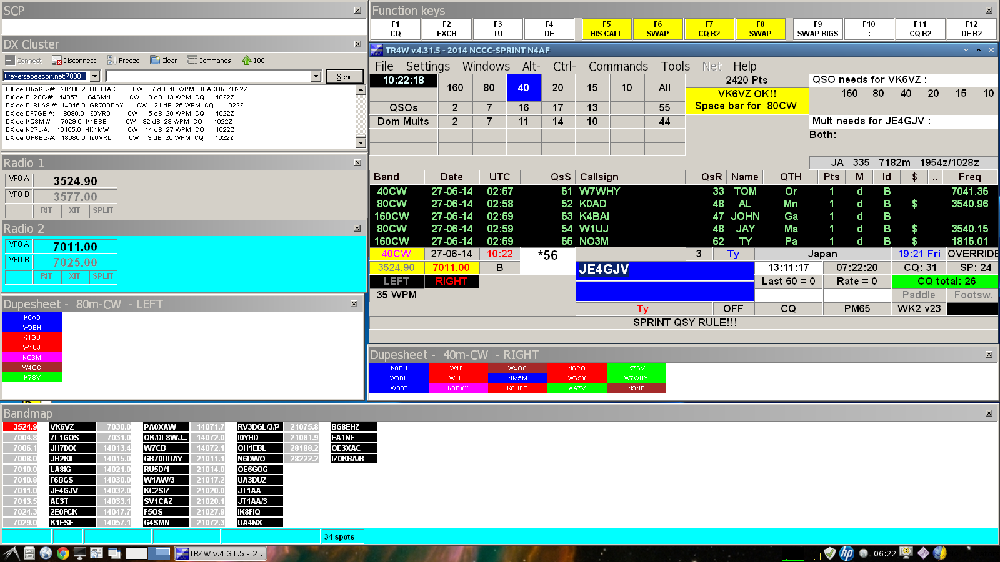 SCP
DX Cluster
Connect Disconnect Freeze Clear Commands 100
t.reversebeacon.net:7000 Send
DX de ON5KQ-#: 28188.2 OE3XAC CW 7 dB 10 WPM BEACON 1022Z
DX de DL2CC-#: 14057.1 G4SMN CW 9 dB 13 WPM CQ 1022Z
DX de DL8LAS-#: 14015.0 GB70DDAY CW 21 dB 25 WPM CQ 1022Z
DX de DF7GB-#: 18080.0 IZ0VRD CW 15 dB 20 WPM CQ 1022Z
DX de KQ8M-#: 7029.0 K1ESE CW 32 dB 23 WPM CQ 1022Z
DX de NC7J-#: 10105.0 HK1MW CW 14 dB 27 WPM CQ 1022Z
DX de OH6BG-#: 18080.0 IZ0VRD CW 9 dB 20 WPM CQ 1022Z
Radio 1
VFO A 3524.90
VFO B 3577.00
RIT XIT SPLIT
Radio 2
VFO A 7011.00
VFO B 7025.00
RIT XIT SPLIT
Dupesheet - 80m-CW - LEFT
K0AD
W0BH
K1GU
W1UJ
NO3M
W4OC
K7SV
Function keys
F1 F2 F3 F4 F5 F6 F7 F8 F9 F10 F11 F12
CQ EXCH TU DE HIS CALL SWAP CQ R2 SWAP SWAP RIGS : CQ R2 DE R2
TR4W v.4.31.5 - 2014 NCCC-SPRINT N4AF
File Settings Windows Alt- Ctrl- Commands Tools Net Help
10:22:18 160 80 40 20 15 10 All
QSOs 2 7 16 17 13 55
Dom Mults 2 7 11 14 10 44
2420 Pts
VK6VZ OK!!
Space bar for 80CW
QSO needs for VK6VZ :
160 80 40 20 15 10
Mult needs for JE4GJV :
Both:
JA 335 7182m 1954z/1028z
Band Date UTC QsS Callsign QsR Name QTH Pts M Id $ .. Freq
40CW 27-06-14 02:57 51 W7WHY 33 TOM Or 1 d B 7041.35
80CW 27-06-14 02:58 52 K0AD 48 AL Mn 1 d B $ 3540.96
160CW 27-06-14 02:59 53 K4BAI 47 JOHN Ga 1 d B
80CW 27-06-14 02:59 54 W1UJ 48 JAY Ma 1 d B $ 3540.15
160CW 27-06-14 02:59 55 NO3M 62 TY Pa 1 d B $ 1815.01
40CW 27-06-14 10:22 *56 3 Ty Japan 19:21 Fri OVERRIDE
3524.90 7011.00 B JE4GJV 13:11:17 07:22:20 CQ: 31 SP: 24
LEFT RIGHT Last 60 = 0 Rate = 0 CQ total: 26
35 WPM Paddle Footsw.
Ty OFF CQ PM65 WK2 v23
SPRINT QSY RULE!!!
Dupesheet - 40m-CW - RIGHT
K0EU W1FJ W4OC N6RO K7SV
W0BH W1UJ NM5M W6SX W7WHY
WD0T N3DXX K6UFO AA7V N9NB
Bandmap
3524.9 VK6VZ 7030.0 PA0XAW 14071.7 RV3DGL/3/P 21075.8 BG8EHZ
7004.8 7L1GOS 7031.0 OK/DL8WJ... 14072.0 I0YHD 21081.9 EA1NE
7006.1 JH7IXX 14013.4 W7CB 14072.1 OH1EBL 28188.2 OE3XAC
7008.0 JH2KIL 14015.0 GB70DDAY 21011.1 N6DWO 28222.2 IZ0KBA/B
7010.0 LA8IG 14021.0 RU5D/1 21014.0 OE6GOG
7010.8 F6BGS 14030.0 W1AW/3 21017.2 UA3DUZ
7011.0 JE4GJV 14032.0 KC2SIZ 21020.0 JT1AA
7013.5 AE3T 14033.1 SV1CAZ 21020.1 JT1AA/3
7024.3 2E0FCK 14047.7 F5OS 21027.9 IK8FIQ
7029.0 K1ESE 14057.1 G4SMN 21072.3 UA4NX
34 spots
TR4W v.4.31.5 - 2... 06:22